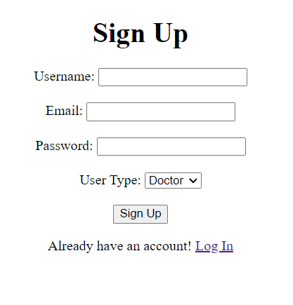 Sign Up
Username:
Email:
Password:
User Type: Doctor
Sign Up
Already have an account! Log In